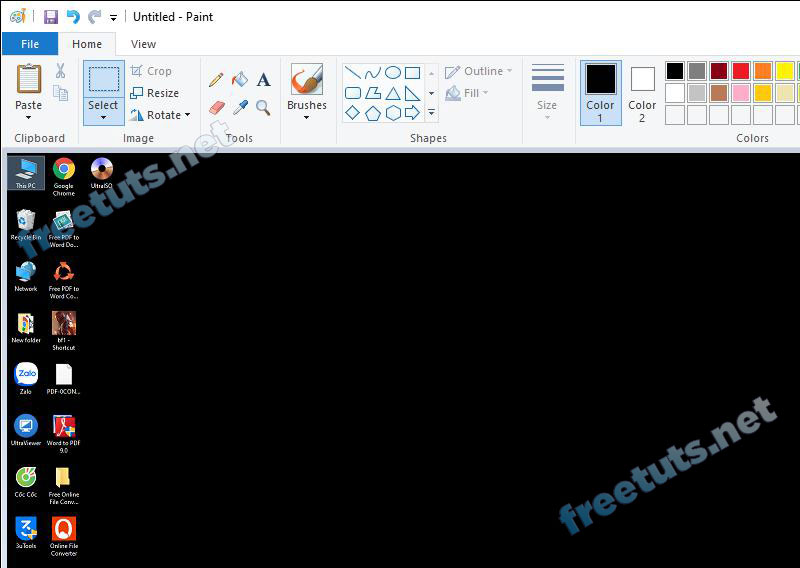 Untitled - Paint
File
Home
View
Paste
Clipboard
Select
Crop
Resize
Rotate
Image
A
Tools
Brushes
Outline
Fill
Shapes
Size
Color
1
Color
2
Colors
This PC
Google
Chrome
UltraISO
Recycle Bin
Free PDF to
Word Do...
Network
Free PDF to
Word Co...
New folder
bf1 -
Shortcut
Zalo
Zalo
PDF-0CON...
UltraViewer
Word to PDF
9.0
Cốc Cốc
Free Online
File Conv...
3uTools
Online File
Converter
freetuts.net
freetuts.net